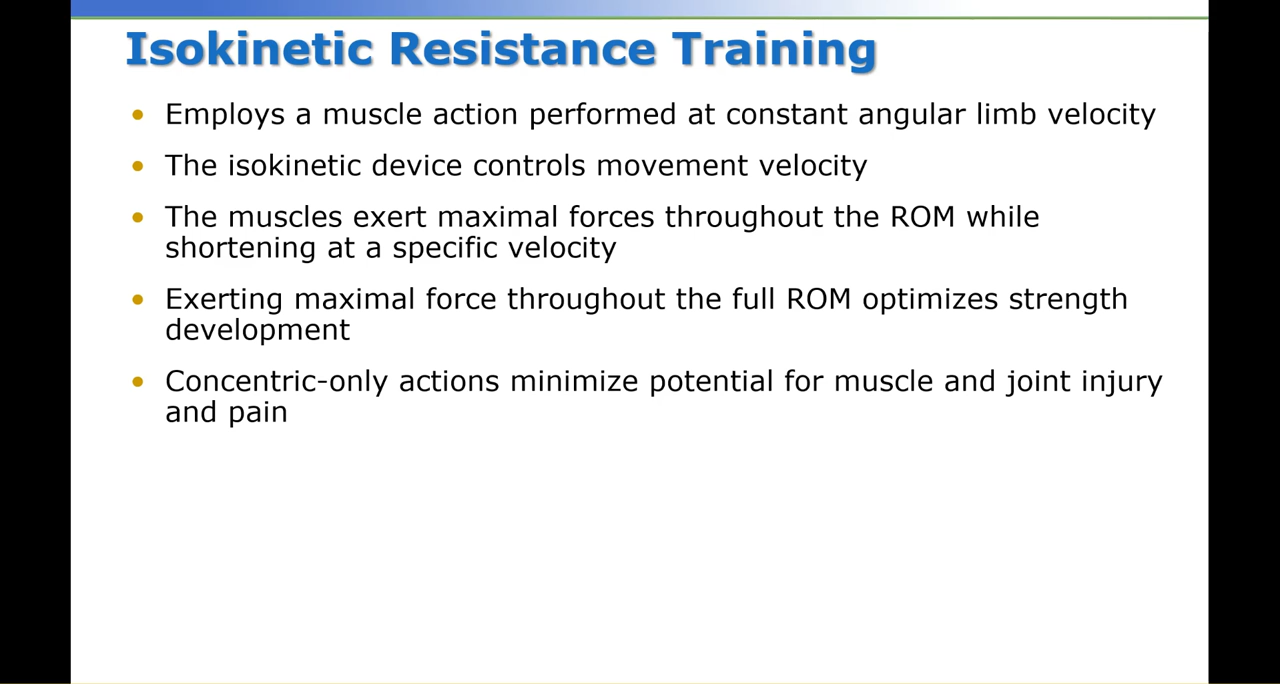 Isokinetic Resistance Training
• Employs a muscle action performed at constant angular limb velocity
• The isokinetic device controls movement velocity
• The muscles exert maximal forces throughout the ROM while
shortening at a specific velocity
• Exerting maximal force throughout the full ROM optimizes strength
development
• Concentric-only actions minimize potential for muscle and joint injury
and pain